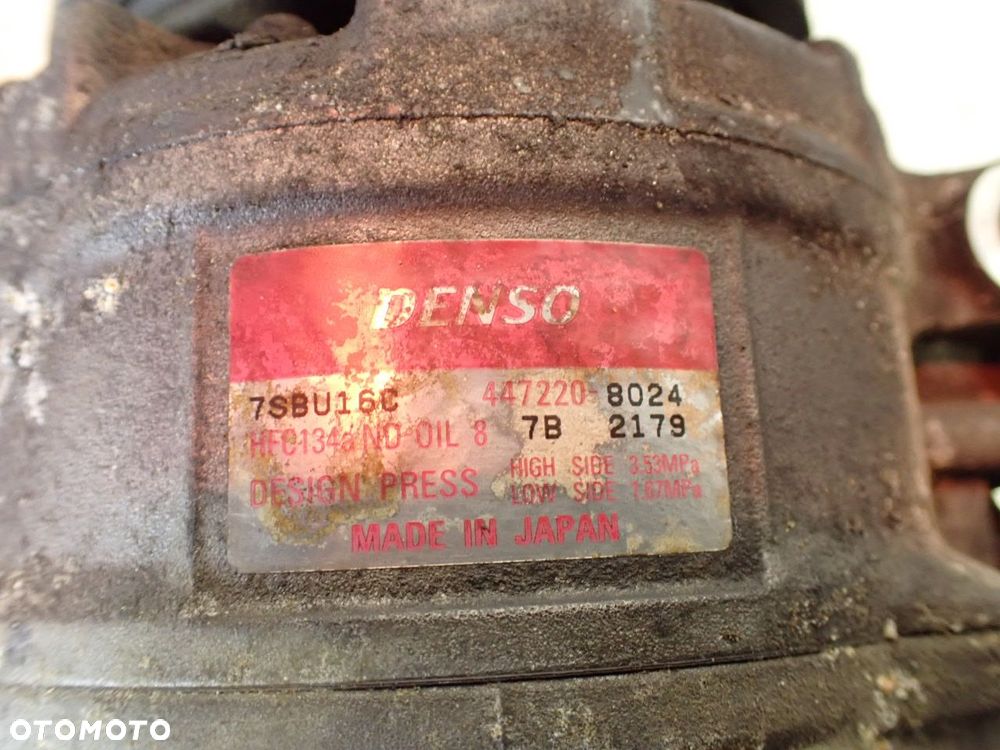 DENSO
7SBU16C 447220-8024
HFC134a ND-OIL 8 7B 2179
DESIGN PRESS HIGH SIDE 3.53MPa
LOW SIDE 1.67MPa
MADE IN JAPAN
OTOMOTO